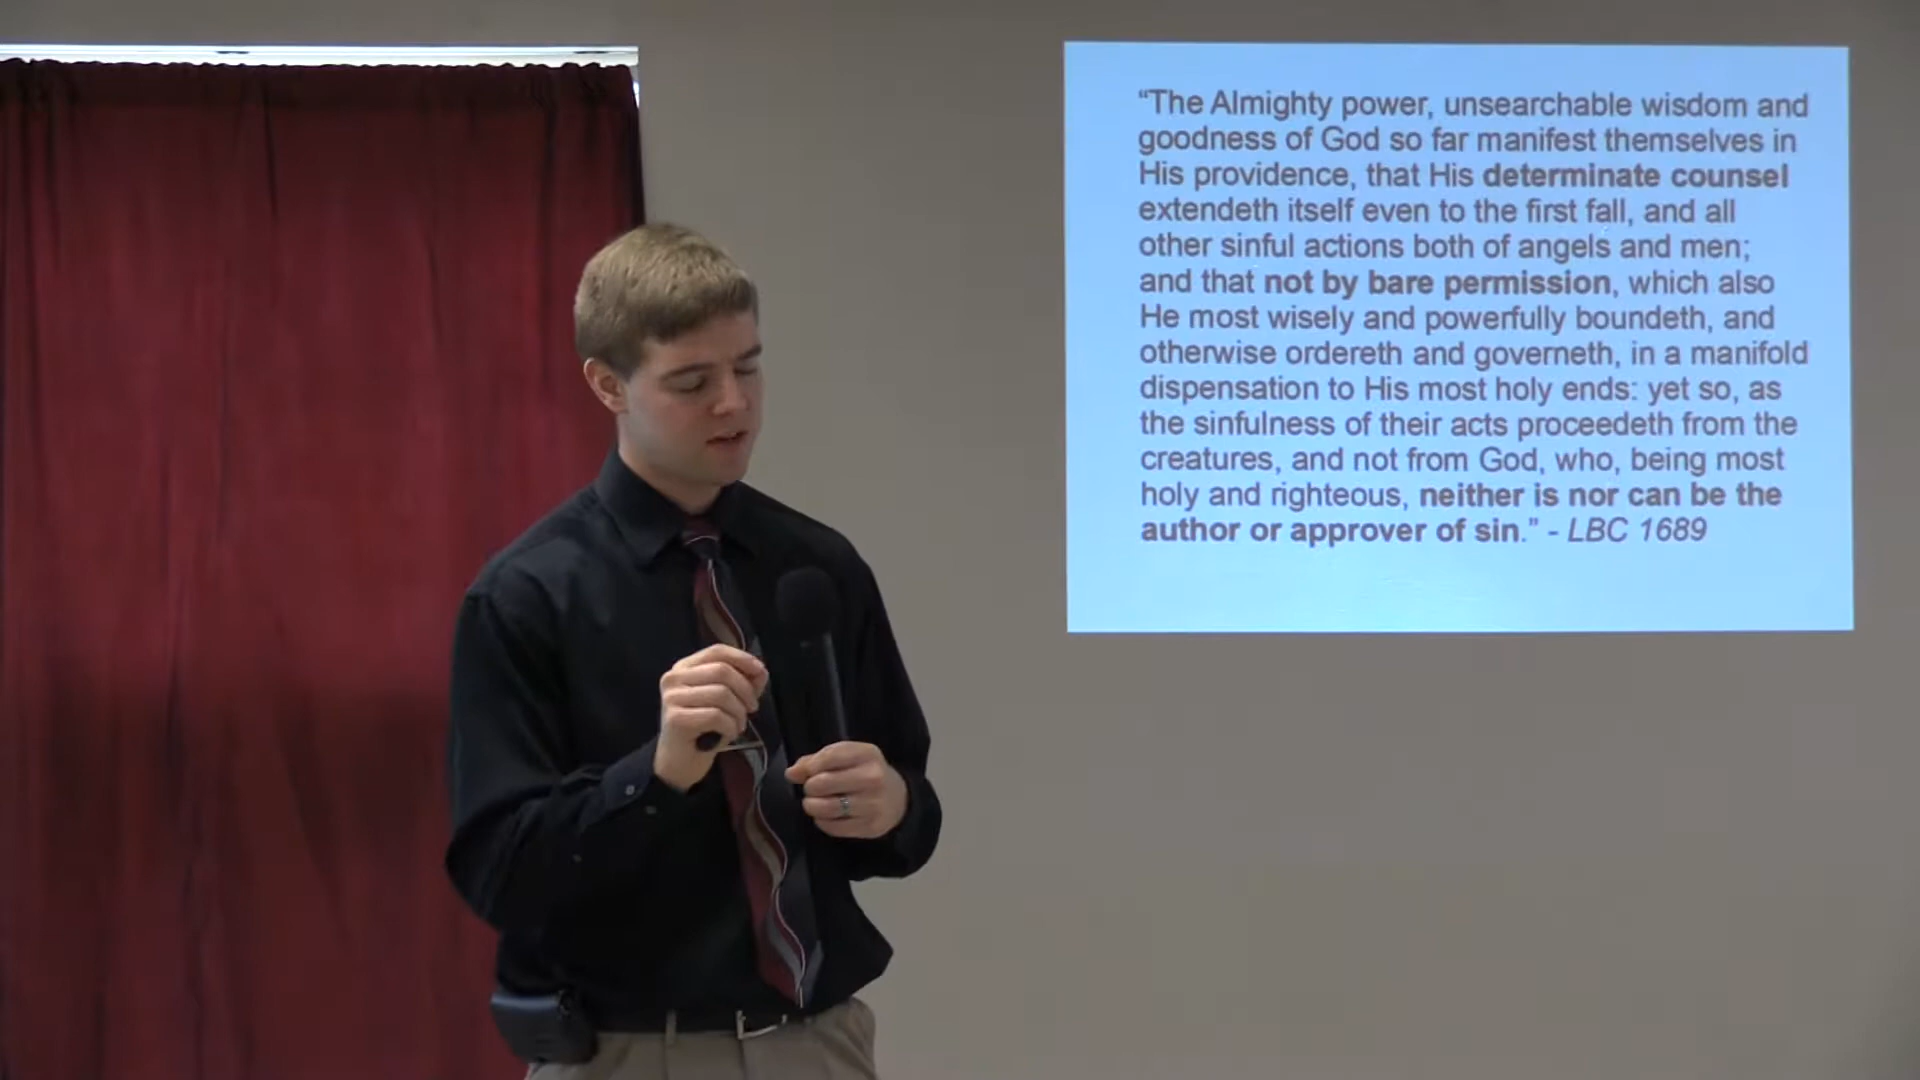 “The Almighty power, unsearchable wisdom and
goodness of God so far manifest themselves in
His providence, that His determinate counsel
extendeth itself even to the first fall, and all
other sinful actions both of angels and men;
and that not by bare permission, which also
He most wisely and powerfully boundeth, and
otherwise ordereth and governeth, in a manifold
dispensation to His most holy ends: yet so, as
the sinfulness of their acts proceedeth from the
creatures, and not from God, who, being most
holy and righteous, neither is nor can be the
author or approver of sin.” - LBC 1689